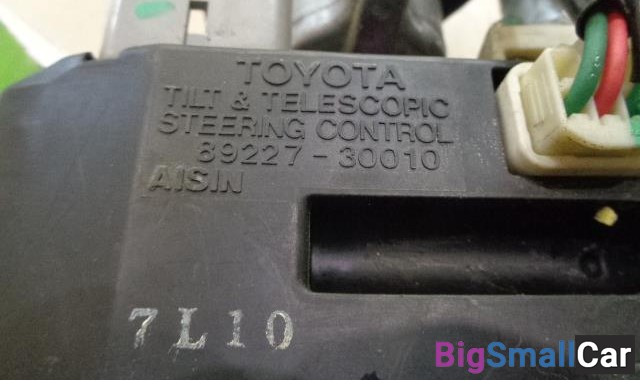 TOYOTA
TILT & TELESCOPIC
STEERING CONTROL
89227-30010
AISIN
7L10
BigSmallCar